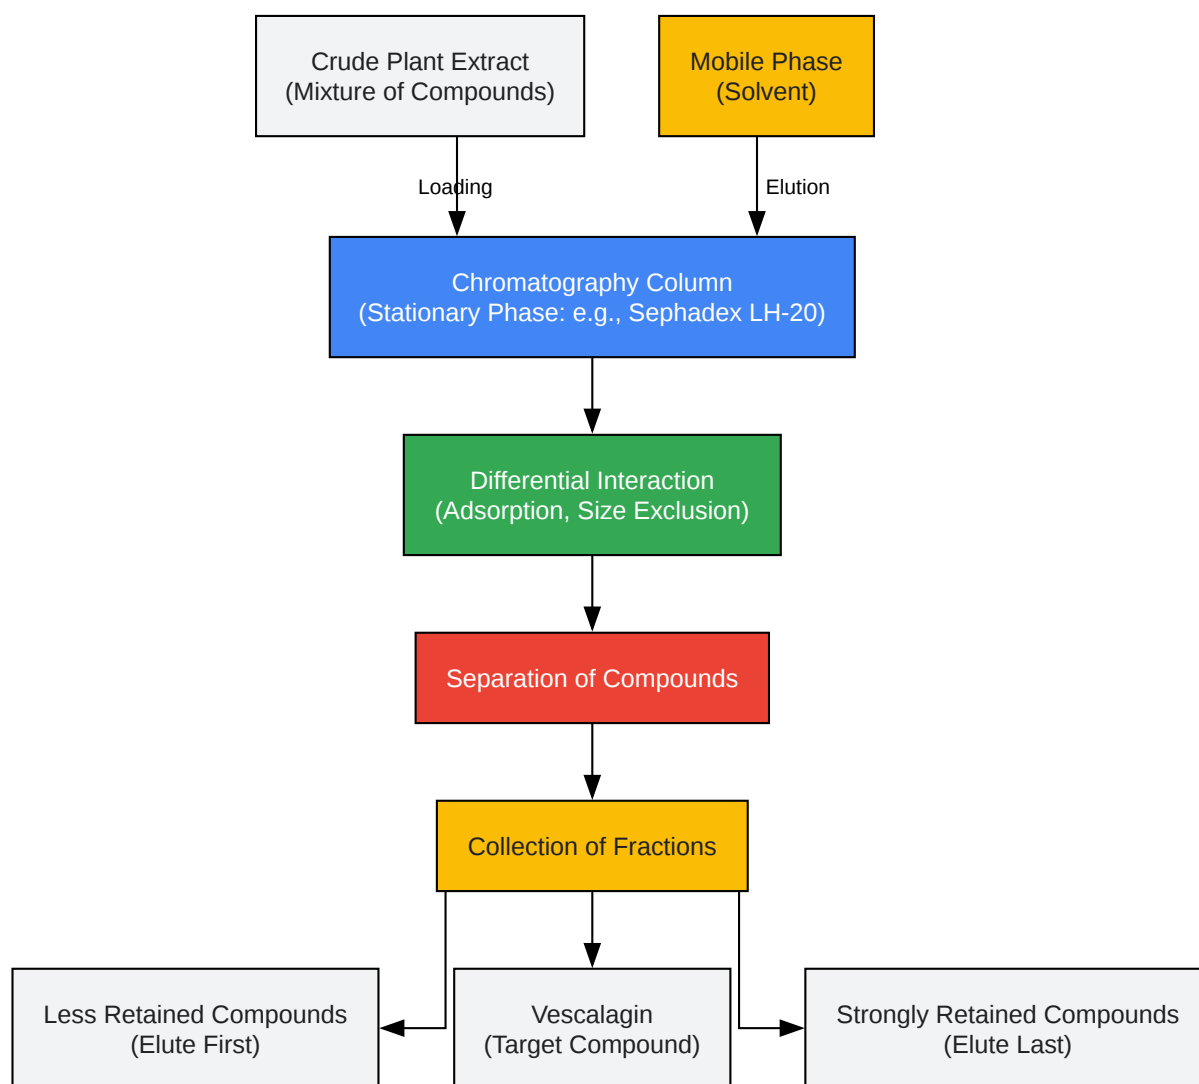 Crude Plant Extract
(Mixture of Compounds)
Mobile Phase
(Solvent)
Loading
Elution
Chromatography Column
(Stationary Phase: e.g., Sephadex LH-20)
Differential Interaction
(Adsorption, Size Exclusion)
Separation of Compounds
Collection of Fractions
Less Retained Compounds
(Elute First)
Vescalagin
(Target Compound)
Strongly Retained Compounds
(Elute Last)